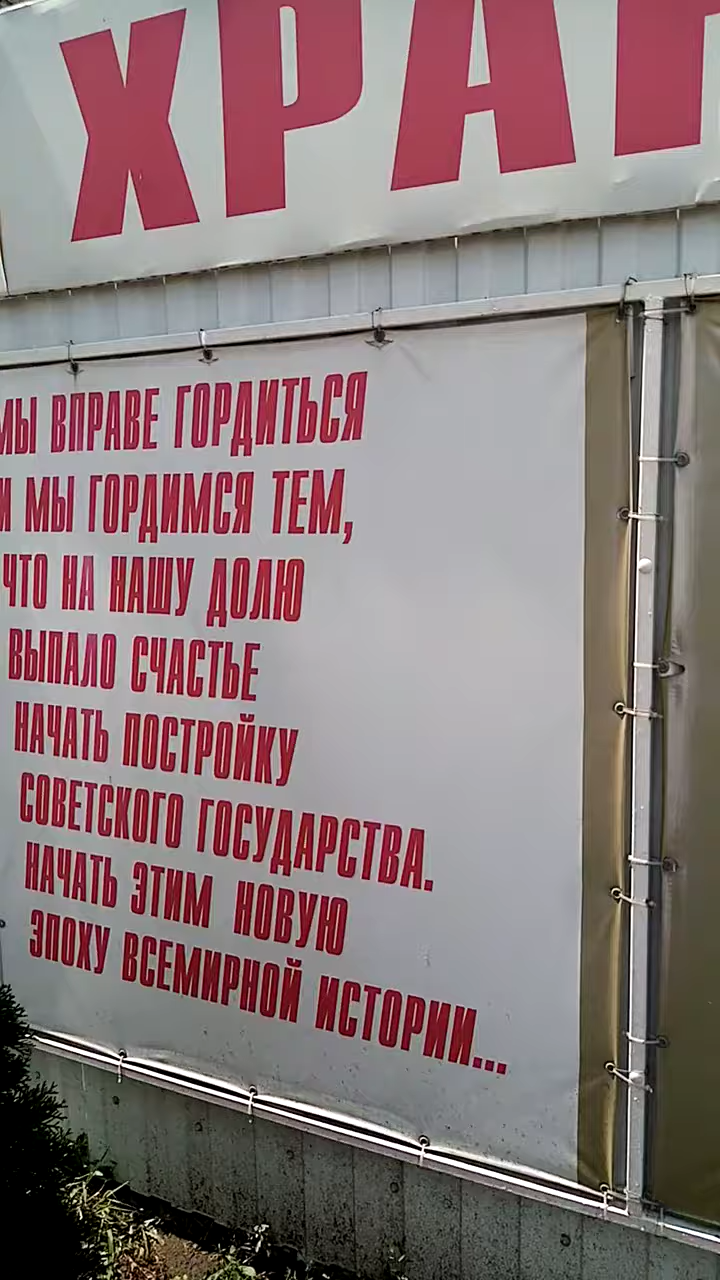 ХРА
МЫ ВПРАВЕ ГОРДИТЬСЯ
И МЫ ГОРДИМСЯ ТЕМ,
ЧТО НА НАШУ ДОЛЮ
ВЫПАЛО СЧАСТЬЕ
НАЧАТЬ ПОСТРОЙКУ
СОВЕТСКОГО ГОСУДАРСТВА.
НАЧАТЬ ЭТИМ НОВУЮ
ЭПОХУ ВСЕМИРНОЙ ИСТОРИИ...